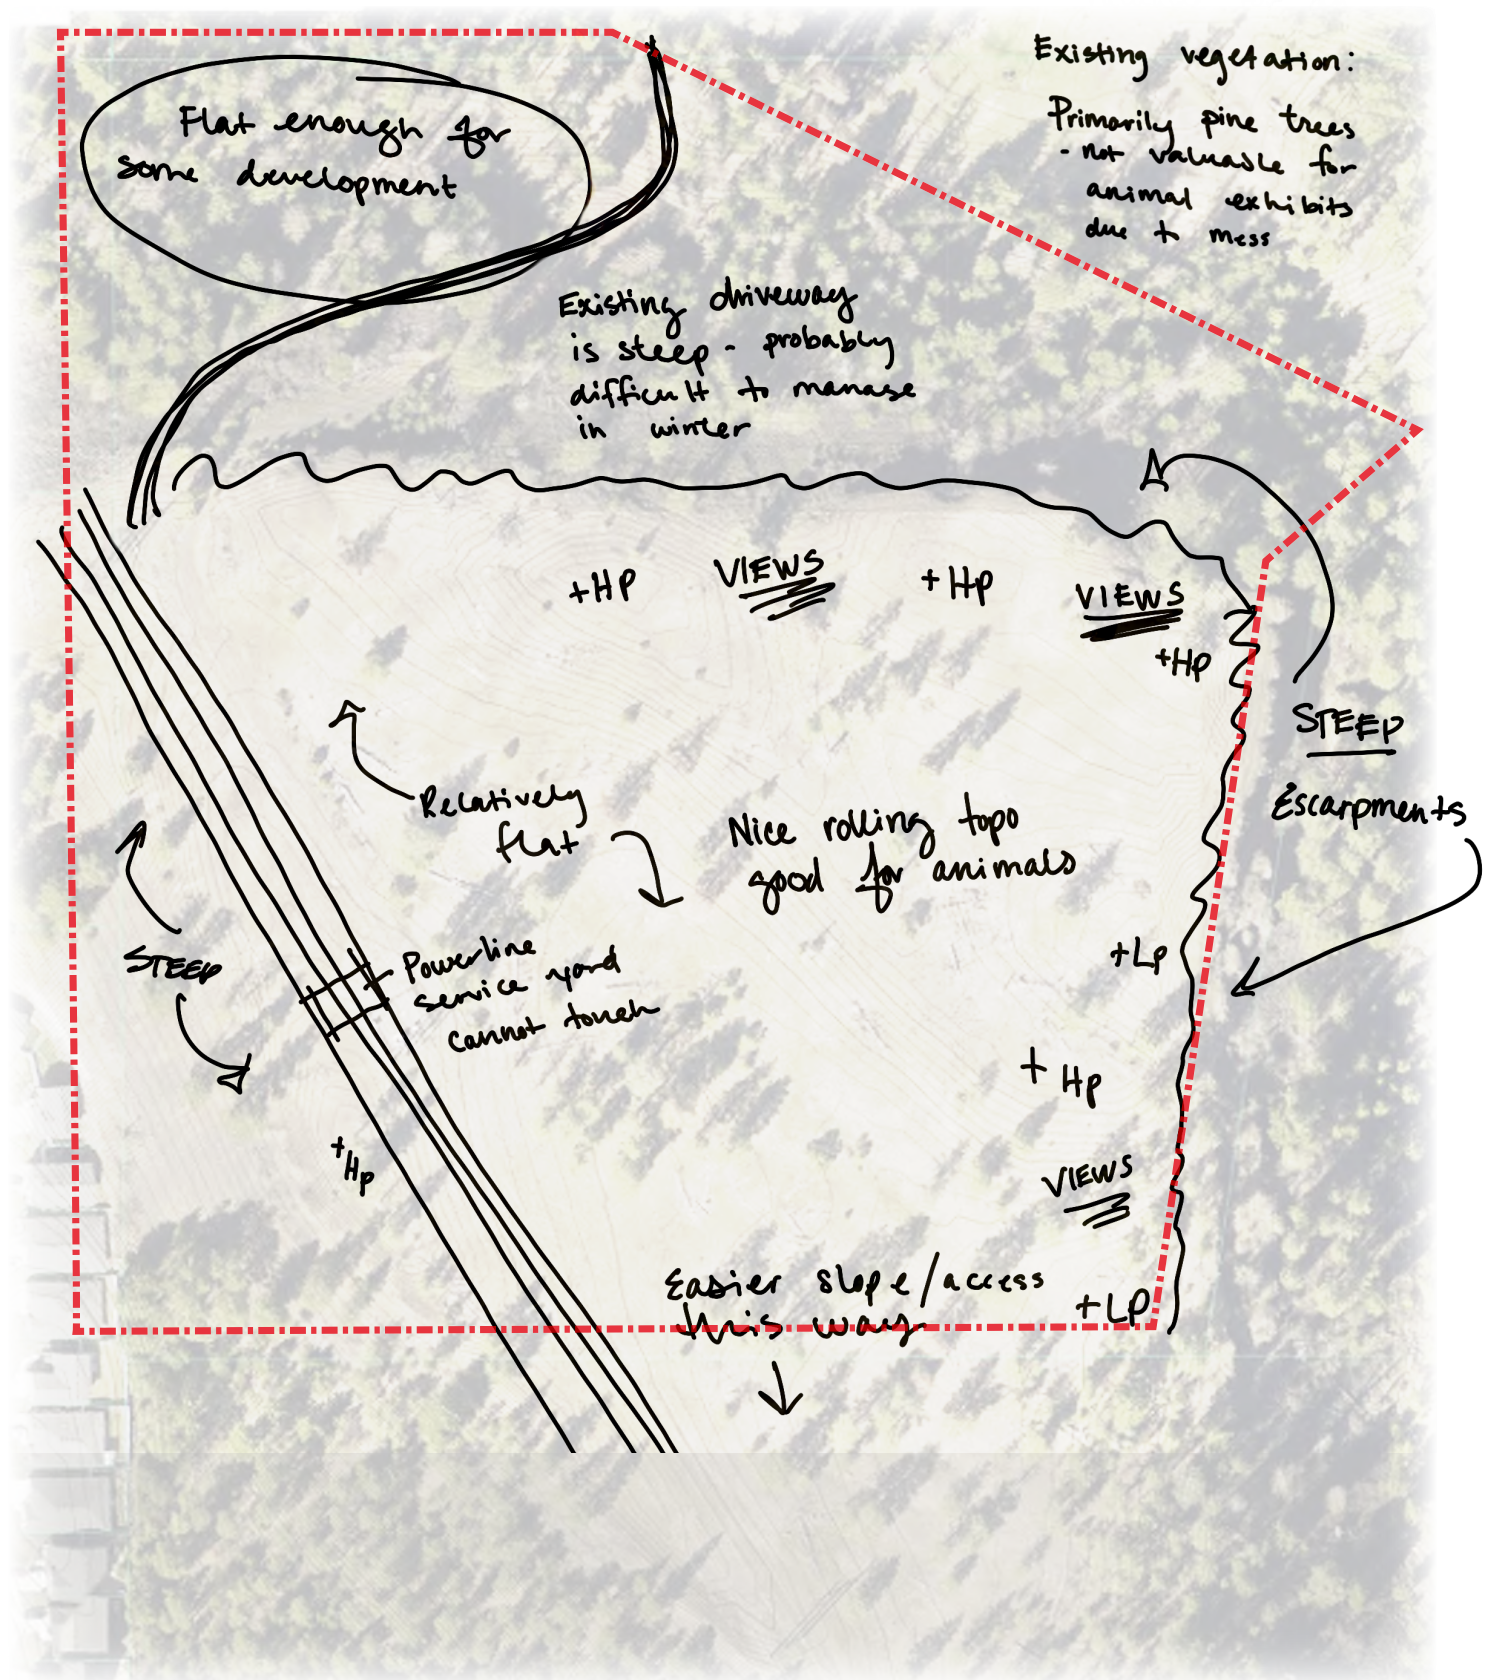 Existing vegetation:
Primarily pine trees
- not valuable for
animal exhibits
due to mess
Flat enough for
some development
Existing driveway
is steep - probably
difficult to manage
in winter
+HP
VIEWS
+HP
VIEWS
+HP
STEEP
Escarpments
Relatively
flat
Nice rolling topo
good for animals
STEEP
Powerline
service yard
cannot touch
+LP
+HP
+HP
VIEWS
Easier slope/access
this way
+LP